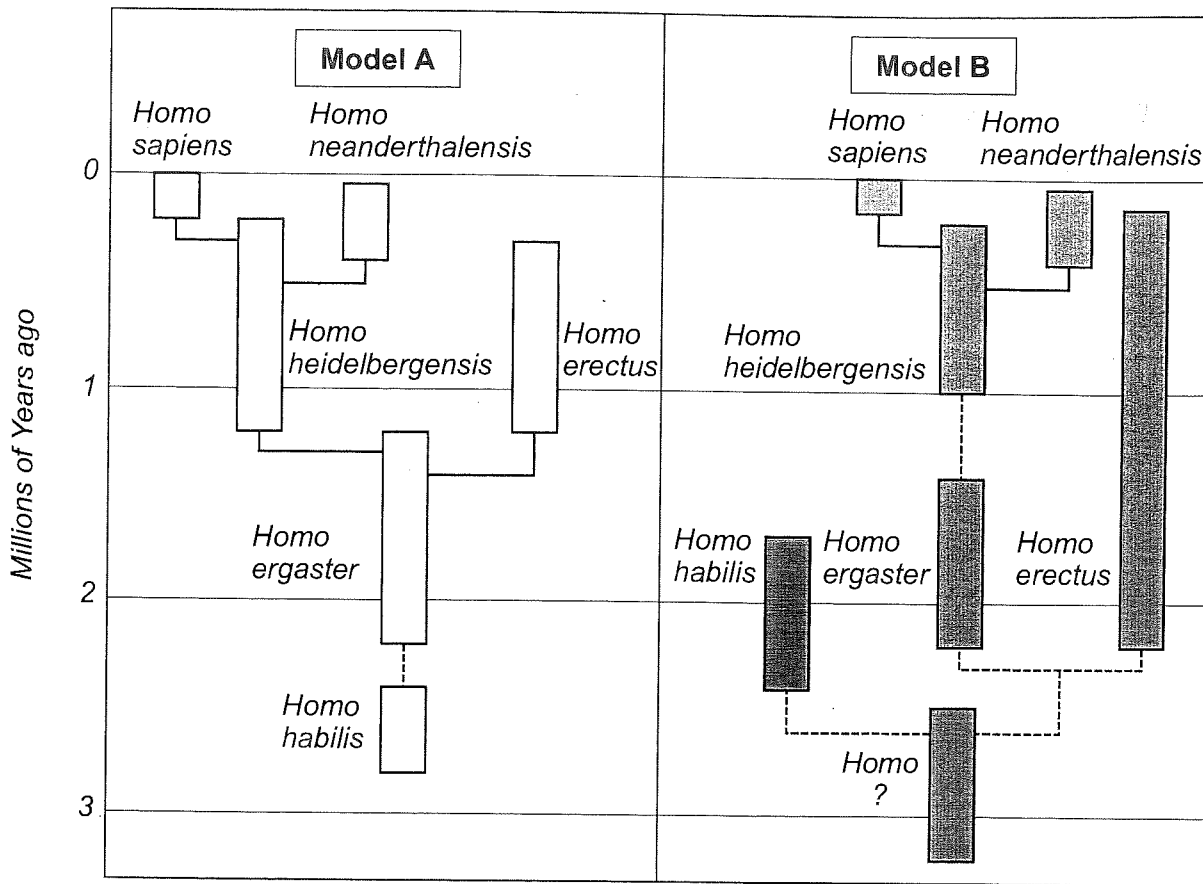 Millions of Years ago
0
1
2
3
Model A
Homo
sapiens
Homo
neanderthalensis
Homo
heidelbergensis
Homo
erectus
Homo
ergaster
Homo
habilis
Model B
Homo
sapiens
Homo
neanderthalensis
Homo
heidelbergensis
Homo
habilis
Homo
ergaster
Homo
erectus
Homo
?